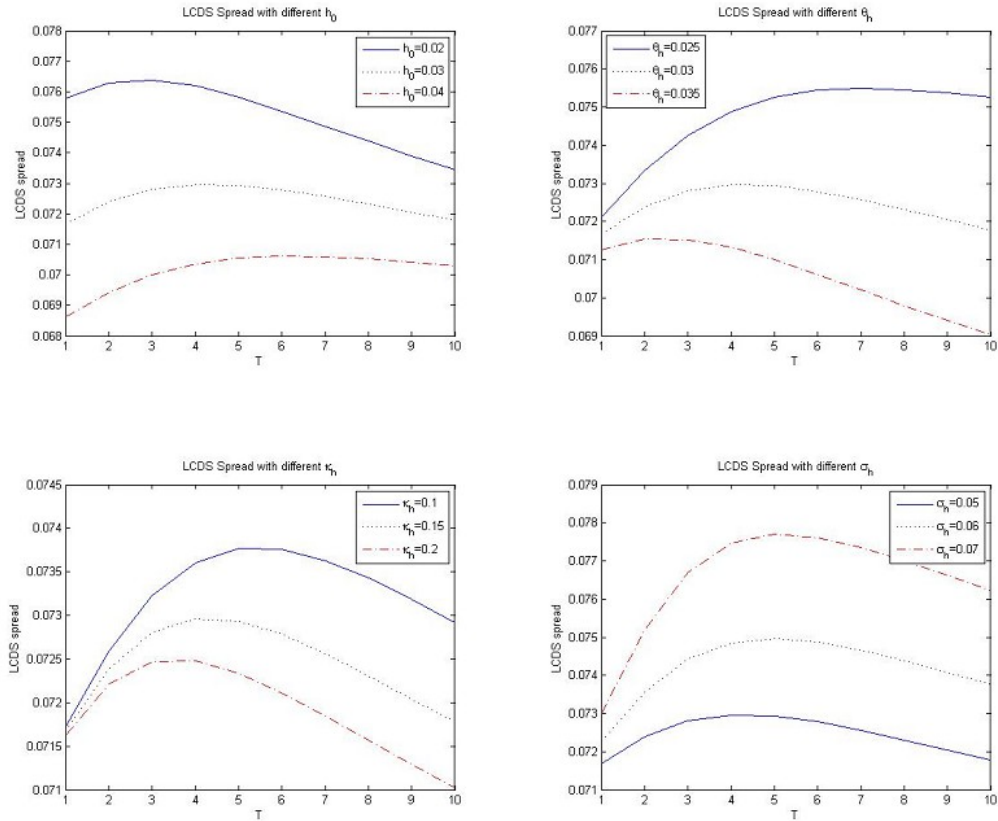 LCDS Spread with different h₀
0.078
0.077
0.076
0.075
0.074
0.073
0.072
0.071
0.07
0.069
0.068
LCDS spread
1 2 3 4 5 6 7 8 9 10
T
h₀=0.02
h₀=0.03
h₀=0.04
LCDS Spread with different θₕ
0.077
0.076
0.075
0.074
0.073
0.072
0.071
0.07
0.069
LCDS spread
1 2 3 4 5 6 7 8 9 10
T
θₕ=0.025
θₕ=0.03
θₕ=0.035
LCDS Spread with different κₕ
0.0745
0.074
0.0735
0.073
0.0725
0.072
0.0715
0.071
LCDS spread
1 2 3 4 5 6 7 8 9 10
T
κₕ=0.1
κₕ=0.15
κₕ=0.2
LCDS Spread with different σₕ
0.079
0.078
0.077
0.076
0.075
0.074
0.073
0.072
0.071
LCDS spread
1 2 3 4 5 6 7 8 9 10
T
σₕ=0.05
σₕ=0.06
σₕ=0.07